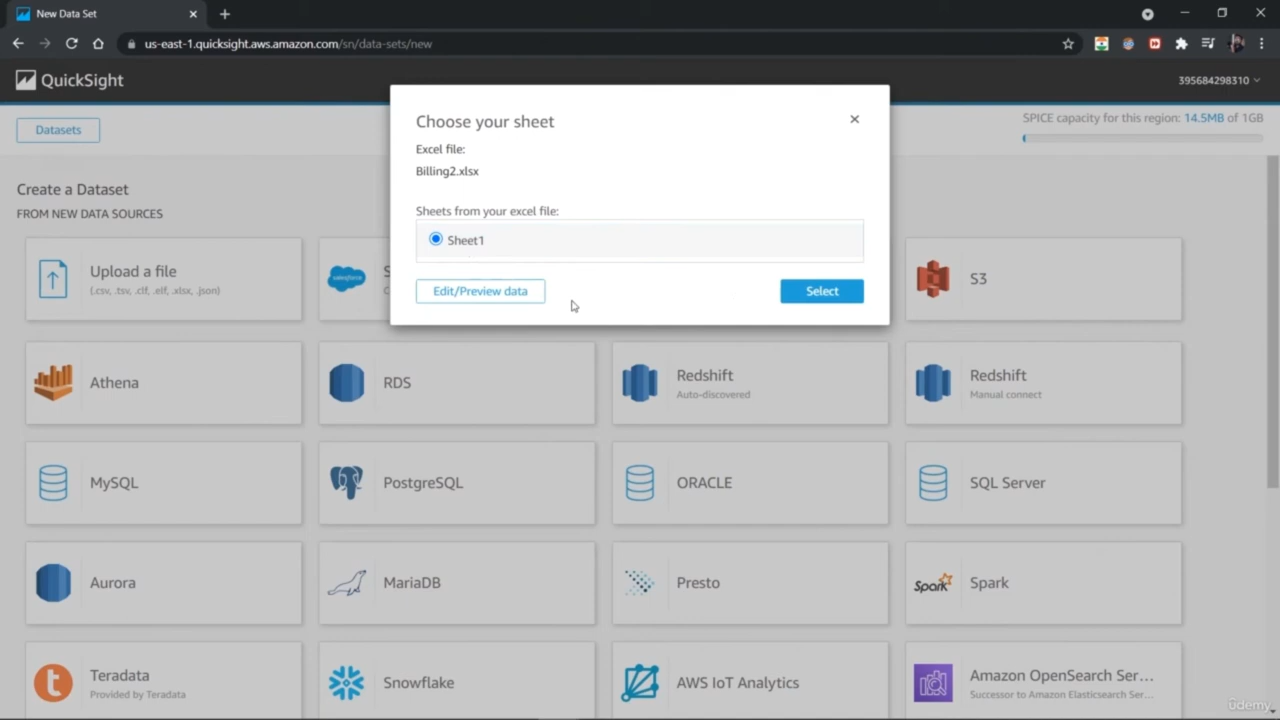 New Data Set
us-east-1.quicksight.aws.amazon.com/sn/data-sets/new
QuickSight
395684298310
Datasets
SPICE capacity for this region: 14.5MB of 1GB
Choose your sheet
Excel file:
Billing2.xlsx
Sheets from your excel file:
Sheet1
Edit/Preview data
Select
Create a Dataset
FROM NEW DATA SOURCES
Upload a file
(.csv, .tsv, .clf, .elf, .xlsx, .json)
salesforce
S3
Athena
RDS
Redshift
Auto-discovered
Redshift
Manual connect
MySQL
PostgreSQL
ORACLE
SQL Server
Aurora
MariaDB
Presto
Spark
Spark
Teradata
Provided by Teradata
Snowflake
AWS IoT Analytics
Amazon OpenSearch Ser...
Successor to Amazon Elasticsearch Ser...
ûdemy